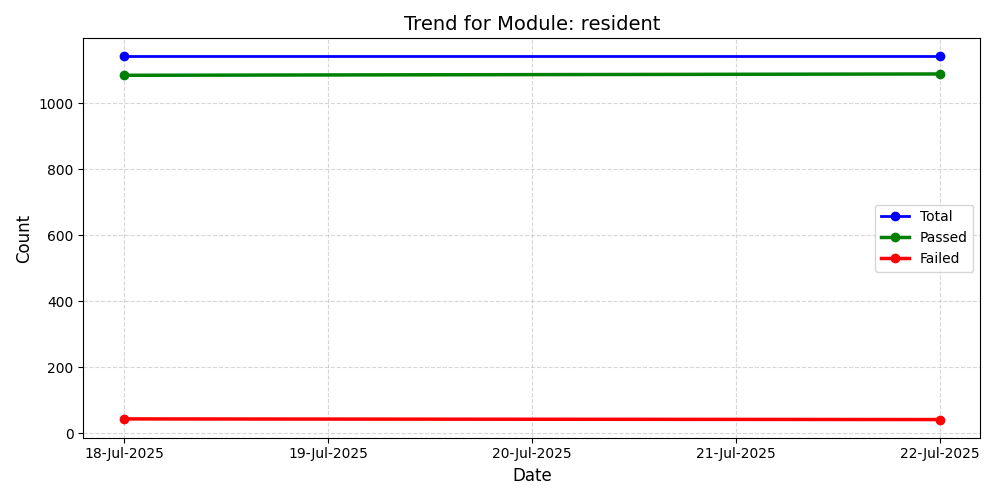 Trend for Module: resident
Count
1000
800
600
400
200
0
Total
Passed
Failed
18-Jul-2025
19-Jul-2025
20-Jul-2025
21-Jul-2025
22-Jul-2025
Date